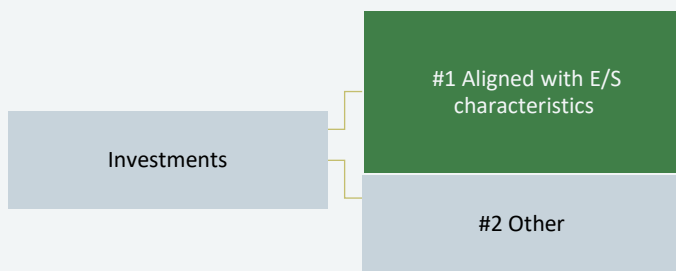 #1 Aligned with E/S
characteristics
Investments
#2 Other